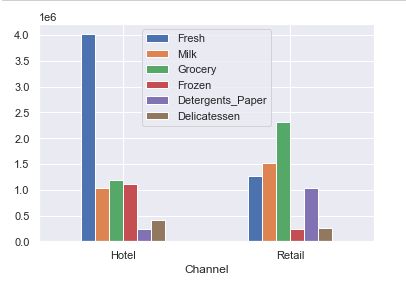 1e6
4.0
3.5
3.0
2.5
2.0
1.5
1.0
0.5
0.0
Fresh
Milk
Grocery
Frozen
Detergents_Paper
Delicatessen
Hotel
Retail
Channel